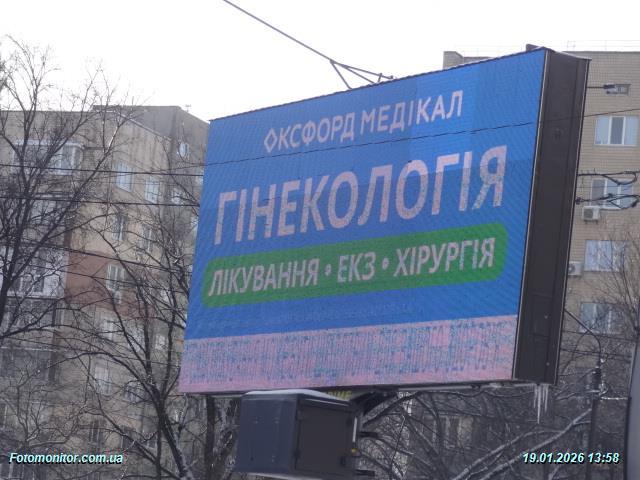 ОКСФОРД МЕДІКАЛ
ГІНЕКОЛОГІЯ
ЛІКУВАННЯ • ЕКЗ • ХІРУРГІЯ
Fotomonitor.com.ua
19.01.2026 13:58